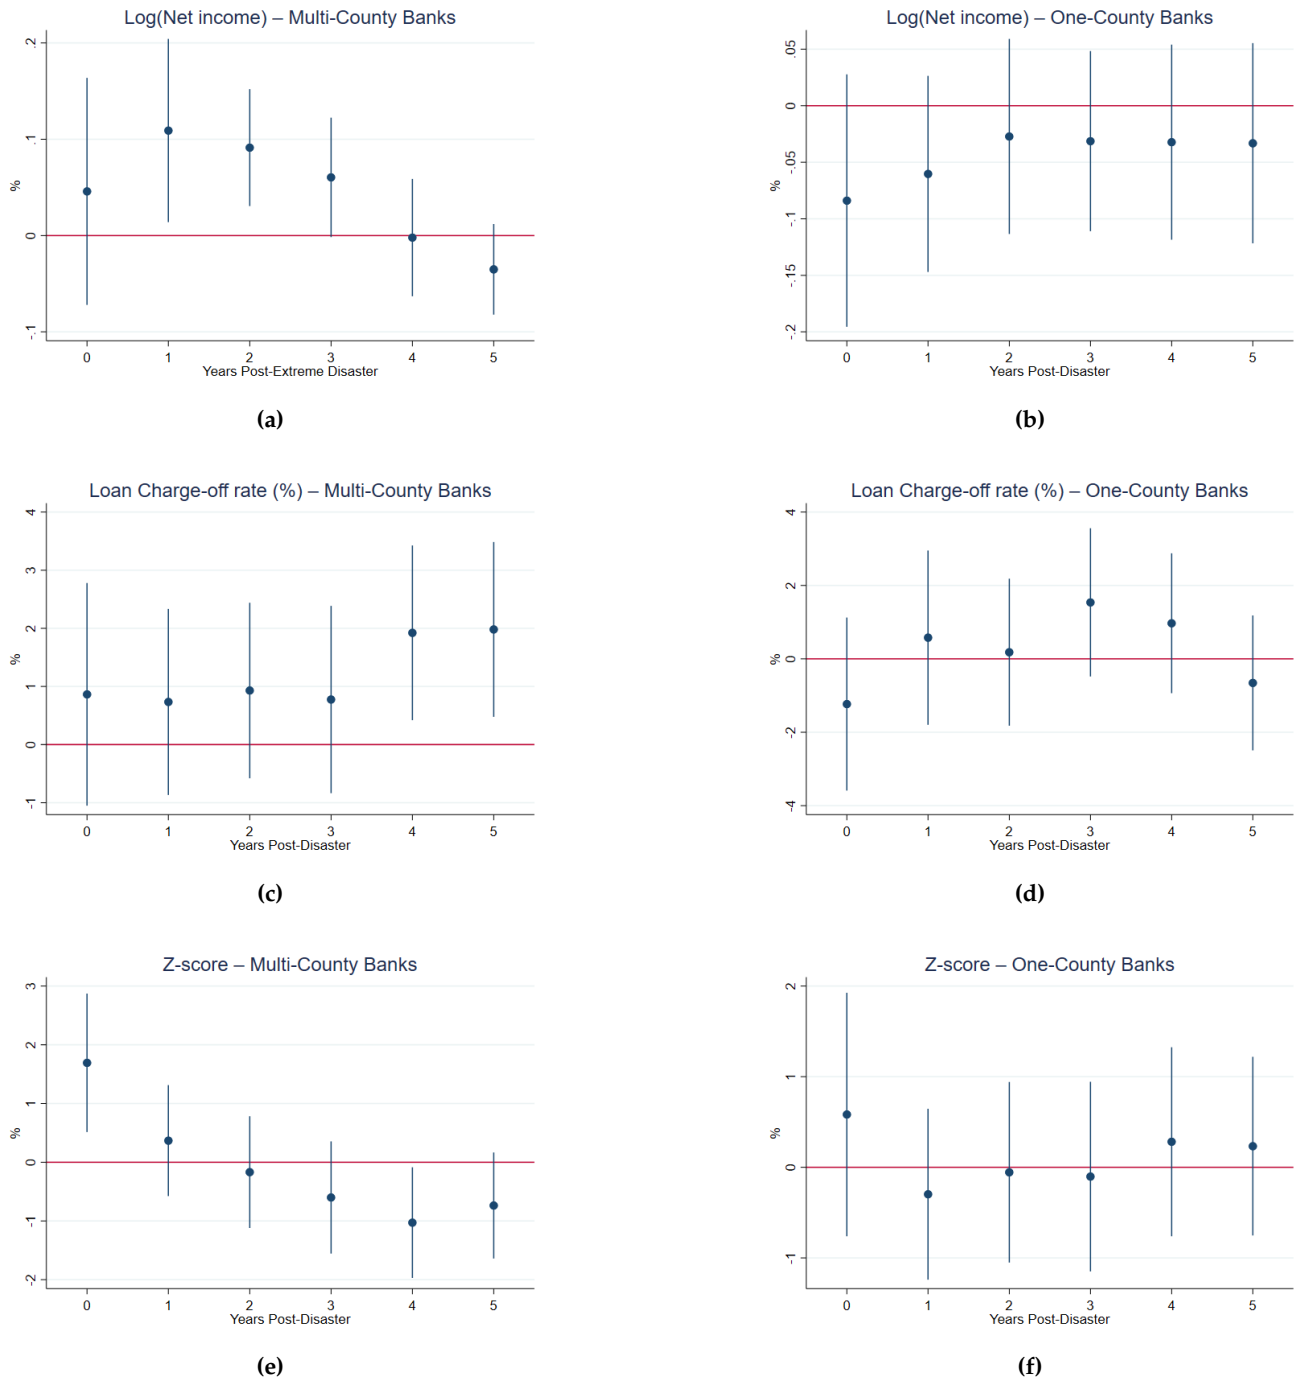 Log(Net income) – Multi-County Banks
%
.2
.1
0
-.1
0 1 2 3 4 5
Years Post-Extreme Disaster
(a)
Log(Net income) – One-County Banks
%
.05
0
-.05
-.1
-.15
-.2
0 1 2 3 4 5
Years Post-Disaster
(b)
Loan Charge-off rate (%) – Multi-County Banks
%
4
3
2
1
0
-1
0 1 2 3 4 5
Years Post-Disaster
(c)
Loan Charge-off rate (%) – One-County Banks
%
4
2
0
-2
-4
0 1 2 3 4 5
Years Post-Disaster
(d)
Z-score – Multi-County Banks
%
3
2
1
0
-1
-2
0 1 2 3 4 5
Years Post-Disaster
(e)
Z-score – One-County Banks
%
2
1
0
-1
0 1 2 3 4 5
Years Post-Disaster
(f)